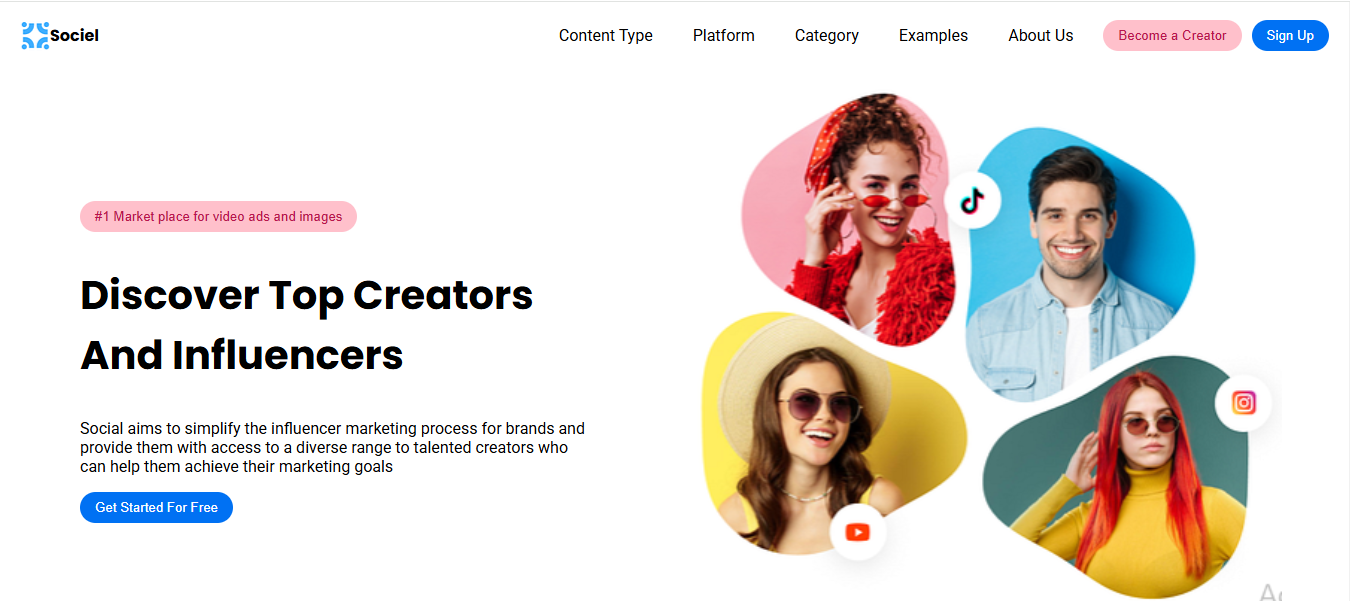 Sociel
Content Type
Platform
Category
Examples
About Us
Become a Creator
Sign Up
#1 Market place for video ads and images
Discover Top Creators
And Influencers
Social aims to simplify the influencer marketing process for brands and
provide them with access to a diverse range to talented creators who
can help them achieve their marketing goals
Get Started For Free